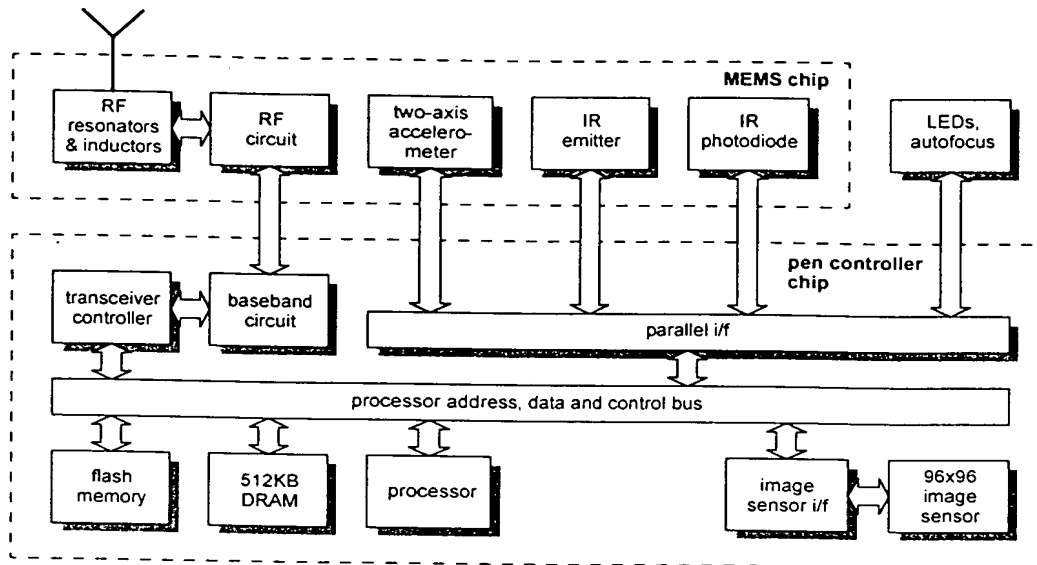 MEMS chip
RF
resonators
& inductors
RF
circuit
two-axis
accelero-
meter
IR
emitter
IR
photodiode
LEDs,
autofocus
pen controller
chip
transceiver
controller
baseband
circuit
parallel i/f
processor address, data and control bus
flash
memory
512KB
DRAM
processor
image
sensor i/f
96x96
image
sensor